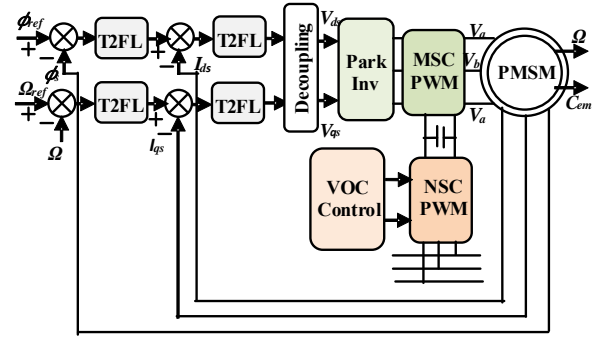 ϕref
+
−
ϕs
T2FL
+
−
Ids
T2FL
Decoupling
Vds
Vqs
Park
Inv
MSC
PWM
Va
Vb
Va
PMSM
Ω
Cem
Ωref
+
−
Ω
T2FL
+
−
Iqs
T2FL
VOC
Control
NSC
PWM